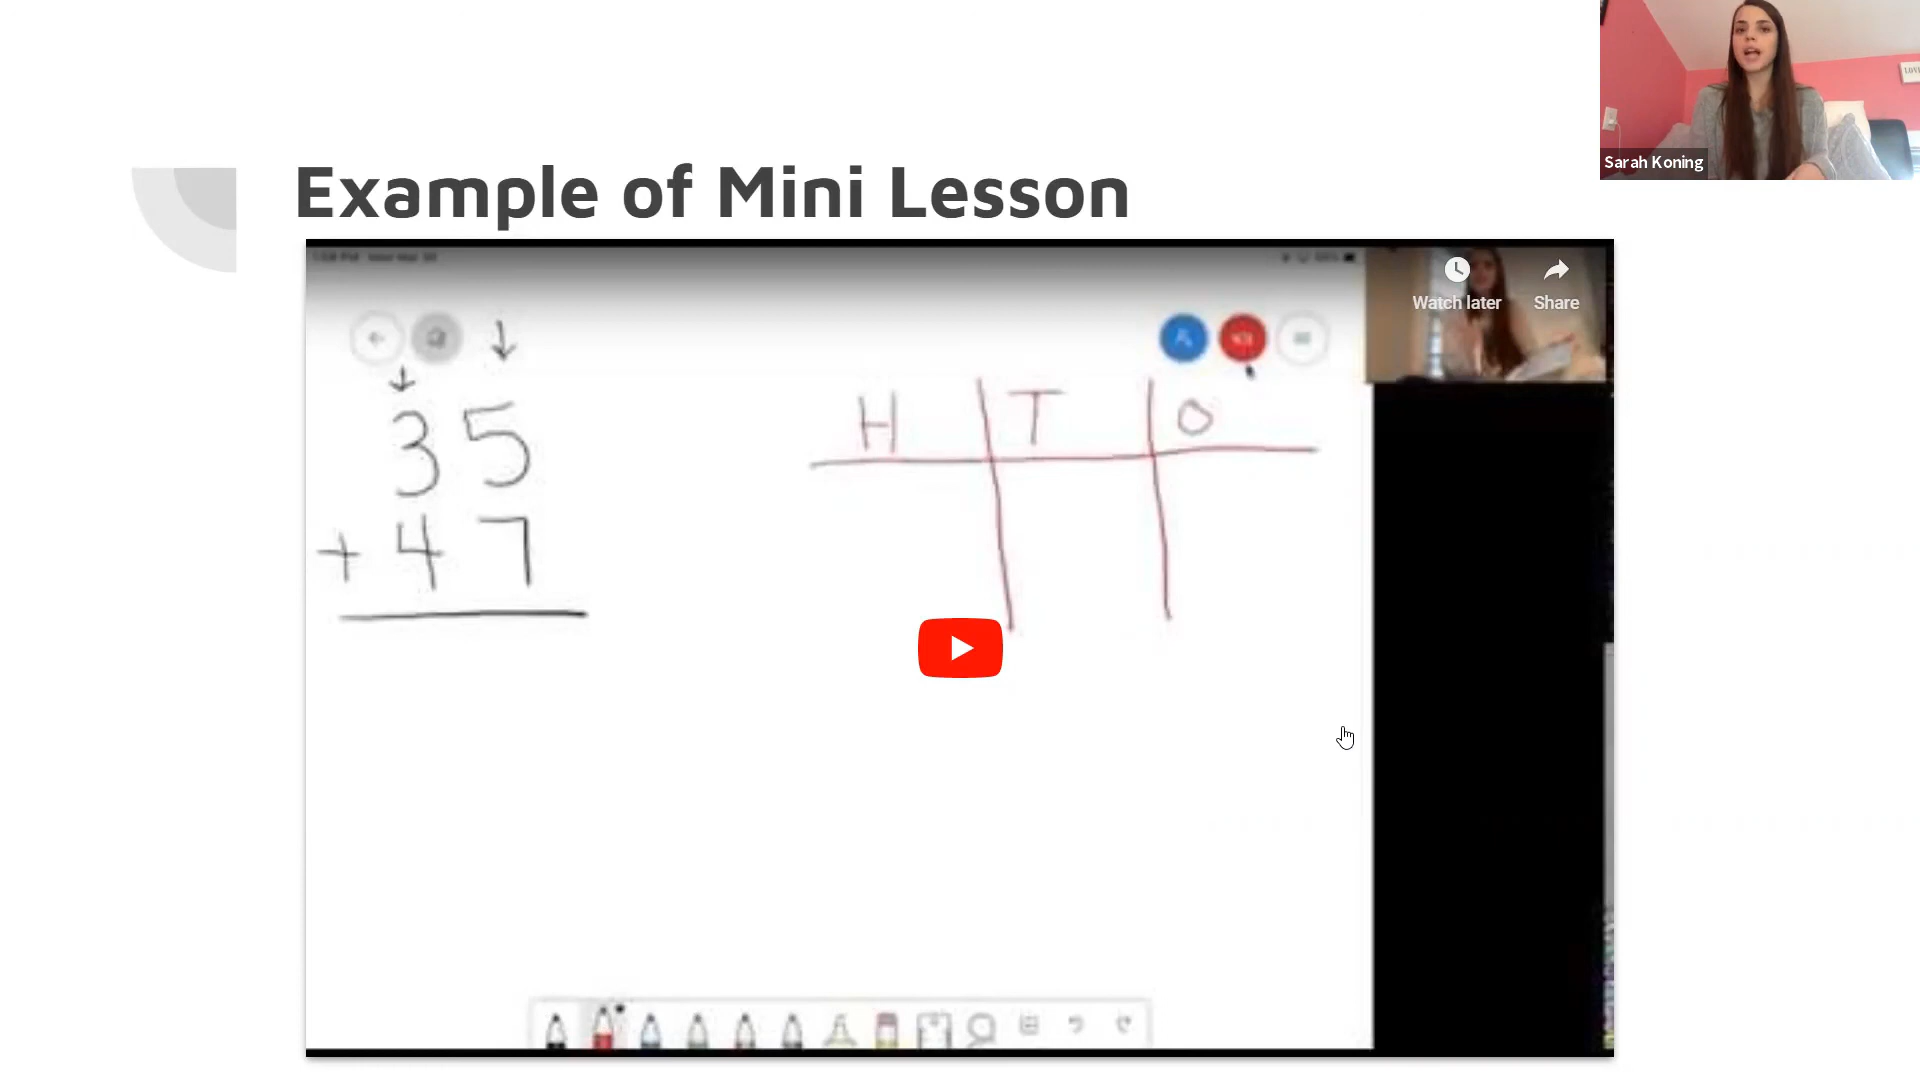 Sarah Koning
Example of Mini Lesson
Watch later
Share
35
+ 47
H T O